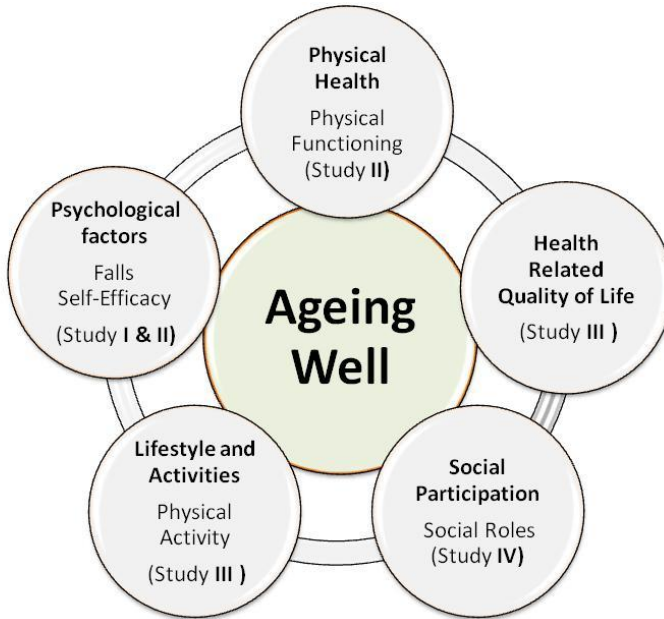 Physical
Health
Physical
Functioning
(Study II)
Psychological
factors
Falls
Self-Efficacy
(Study I & II)
Health
Related
Quality of Life
(Study III )
Ageing
Well
Lifestyle and
Activities
Physical
Activity
(Study III )
Social
Participation
Social Roles
(Study IV)